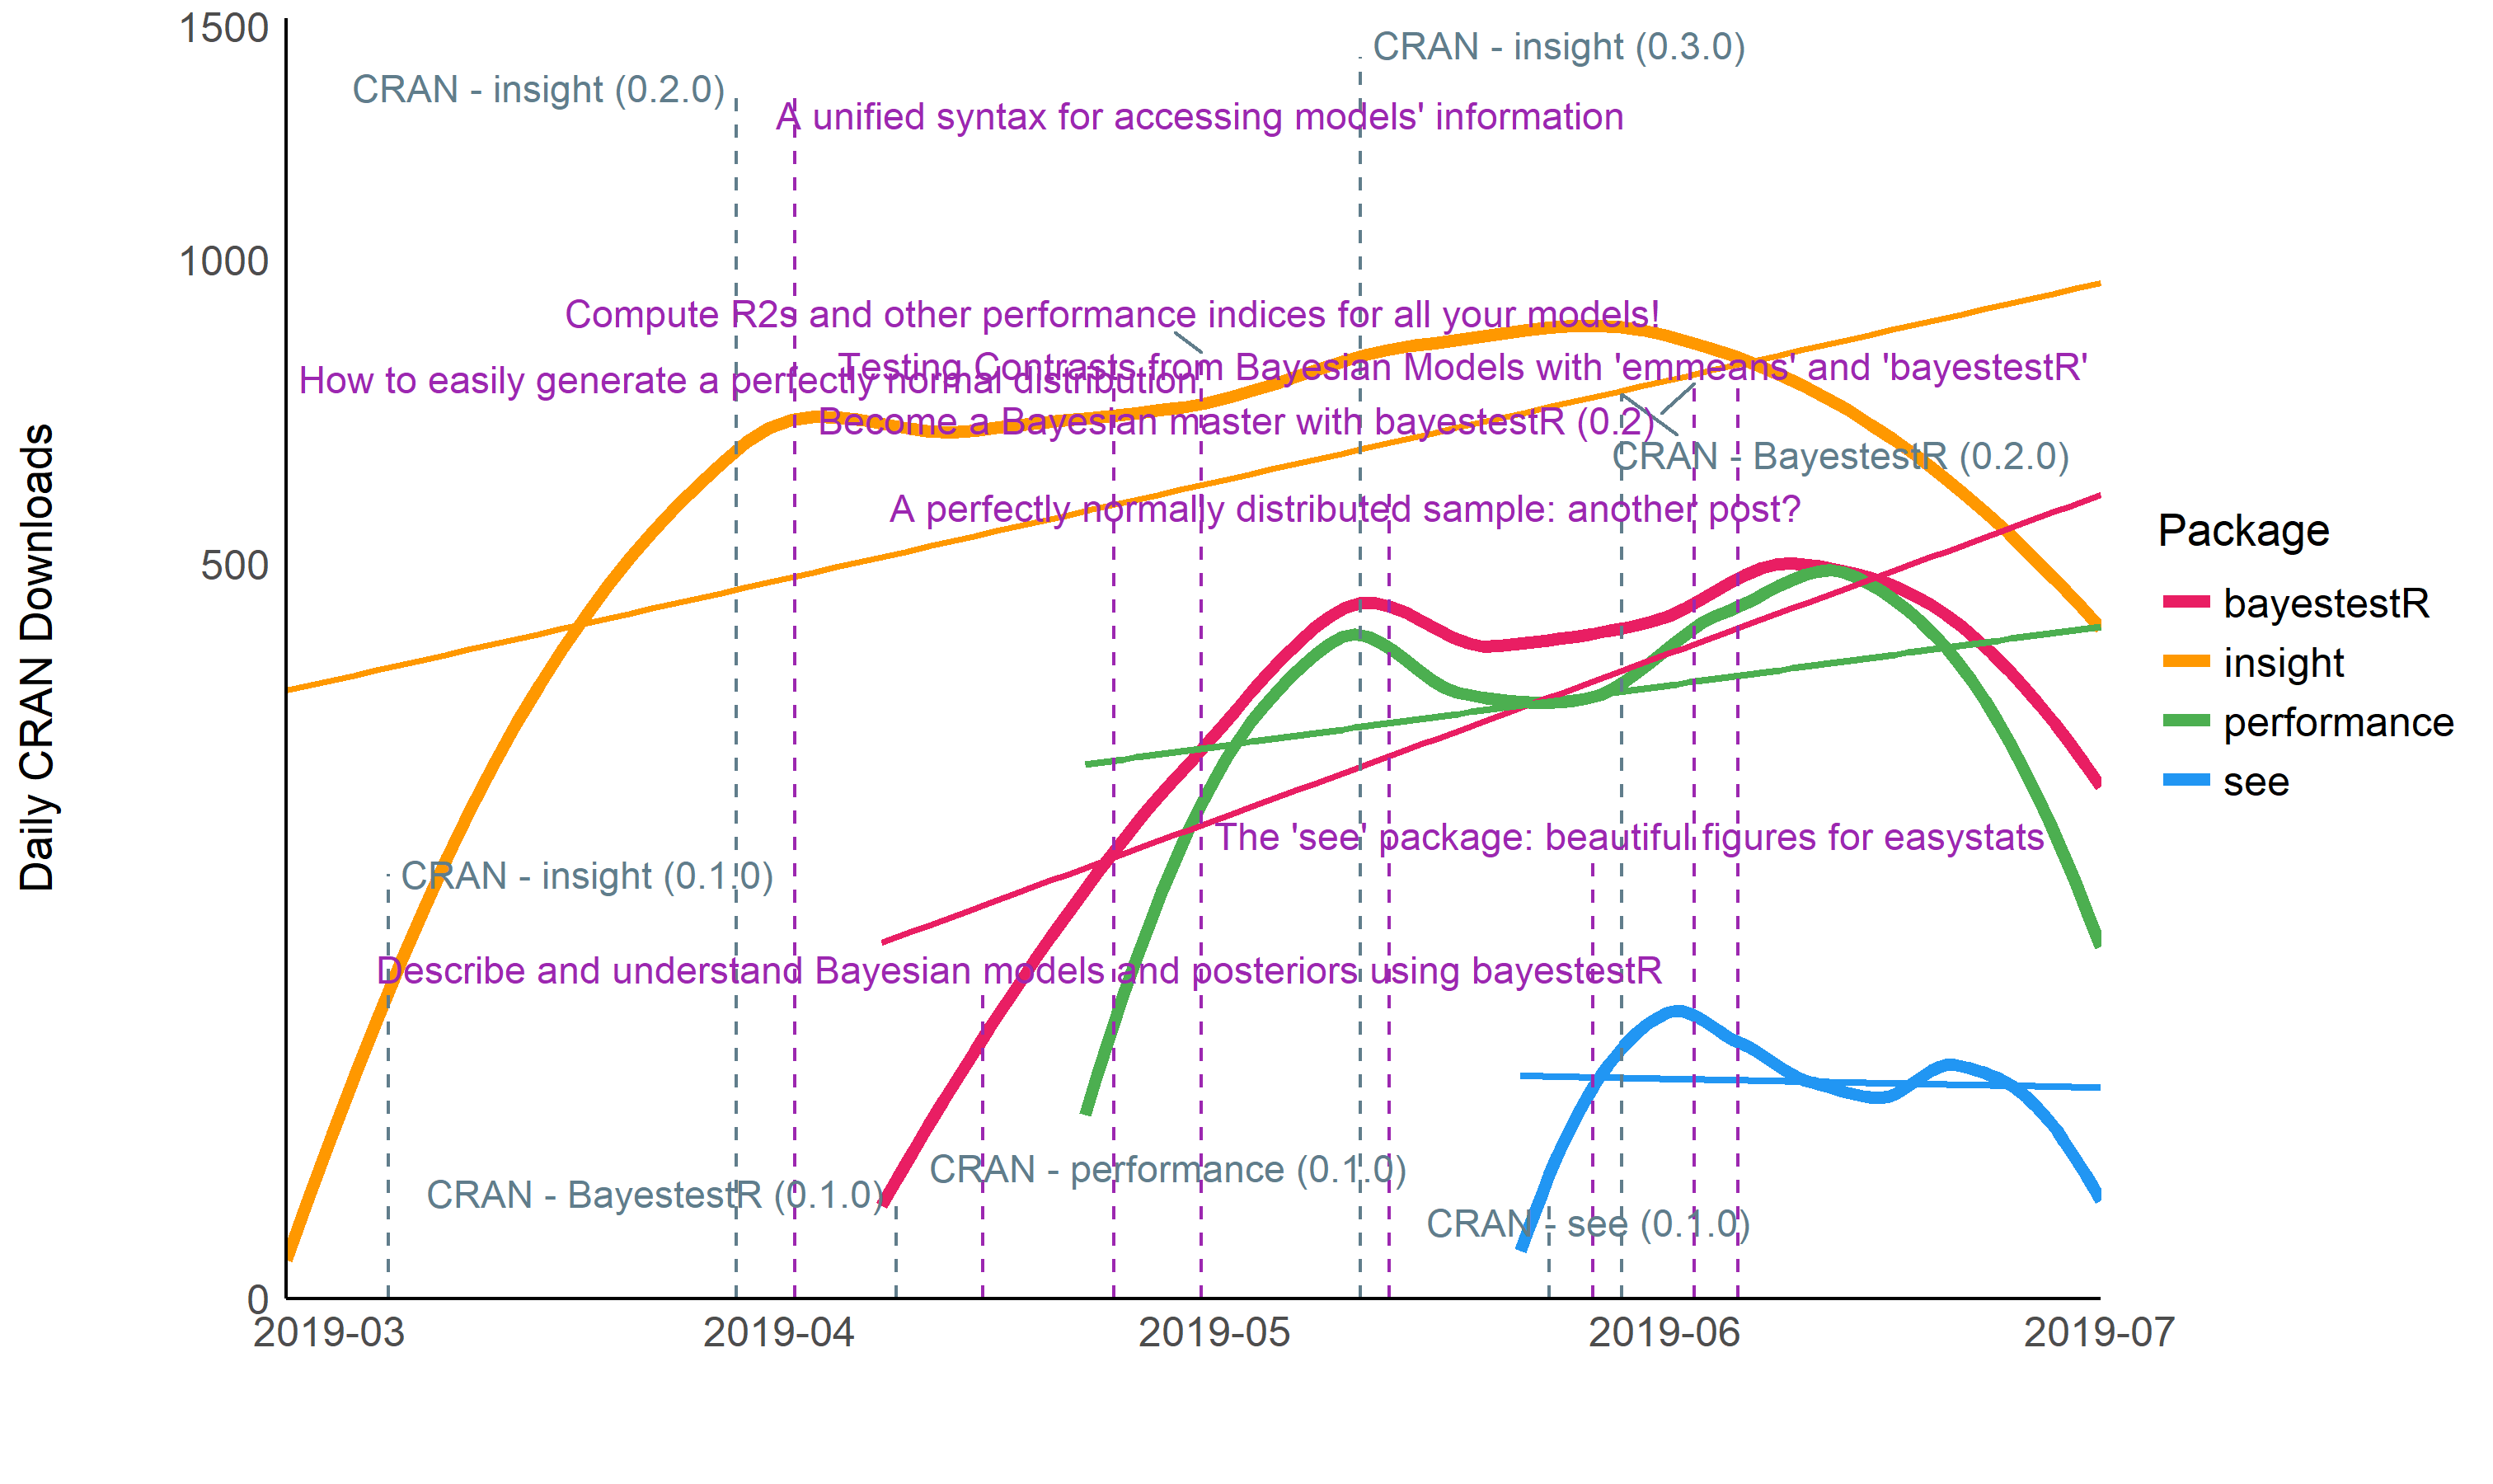 1500
CRAN - insight (0.3.0)
CRAN - insight (0.2.0)
A unified syntax for accessing models' information
1000
Compute R2s and other performance indices for all your models!
Testing Contrasts from Bayesian Models with 'emmeans' and 'bayestestR'
How to easily generate a perfectly normal distribution
Become a Bayesian master with bayestestR (0.2)
CRAN - BayestestR (0.2.0)
A perfectly normally distributed sample: another post?
500
Daily CRAN Downloads
Package
bayestestR
insight
performance
see
The 'see' package: beautiful figures for easystats
CRAN - insight (0.1.0)
Describe and understand Bayesian models and posteriors using bayestestR
CRAN - performance (0.1.0)
CRAN - BayestestR (0.1.0)
CRAN - see (0.1.0)
0
2019-03
2019-04
2019-05
2019-06
2019-07